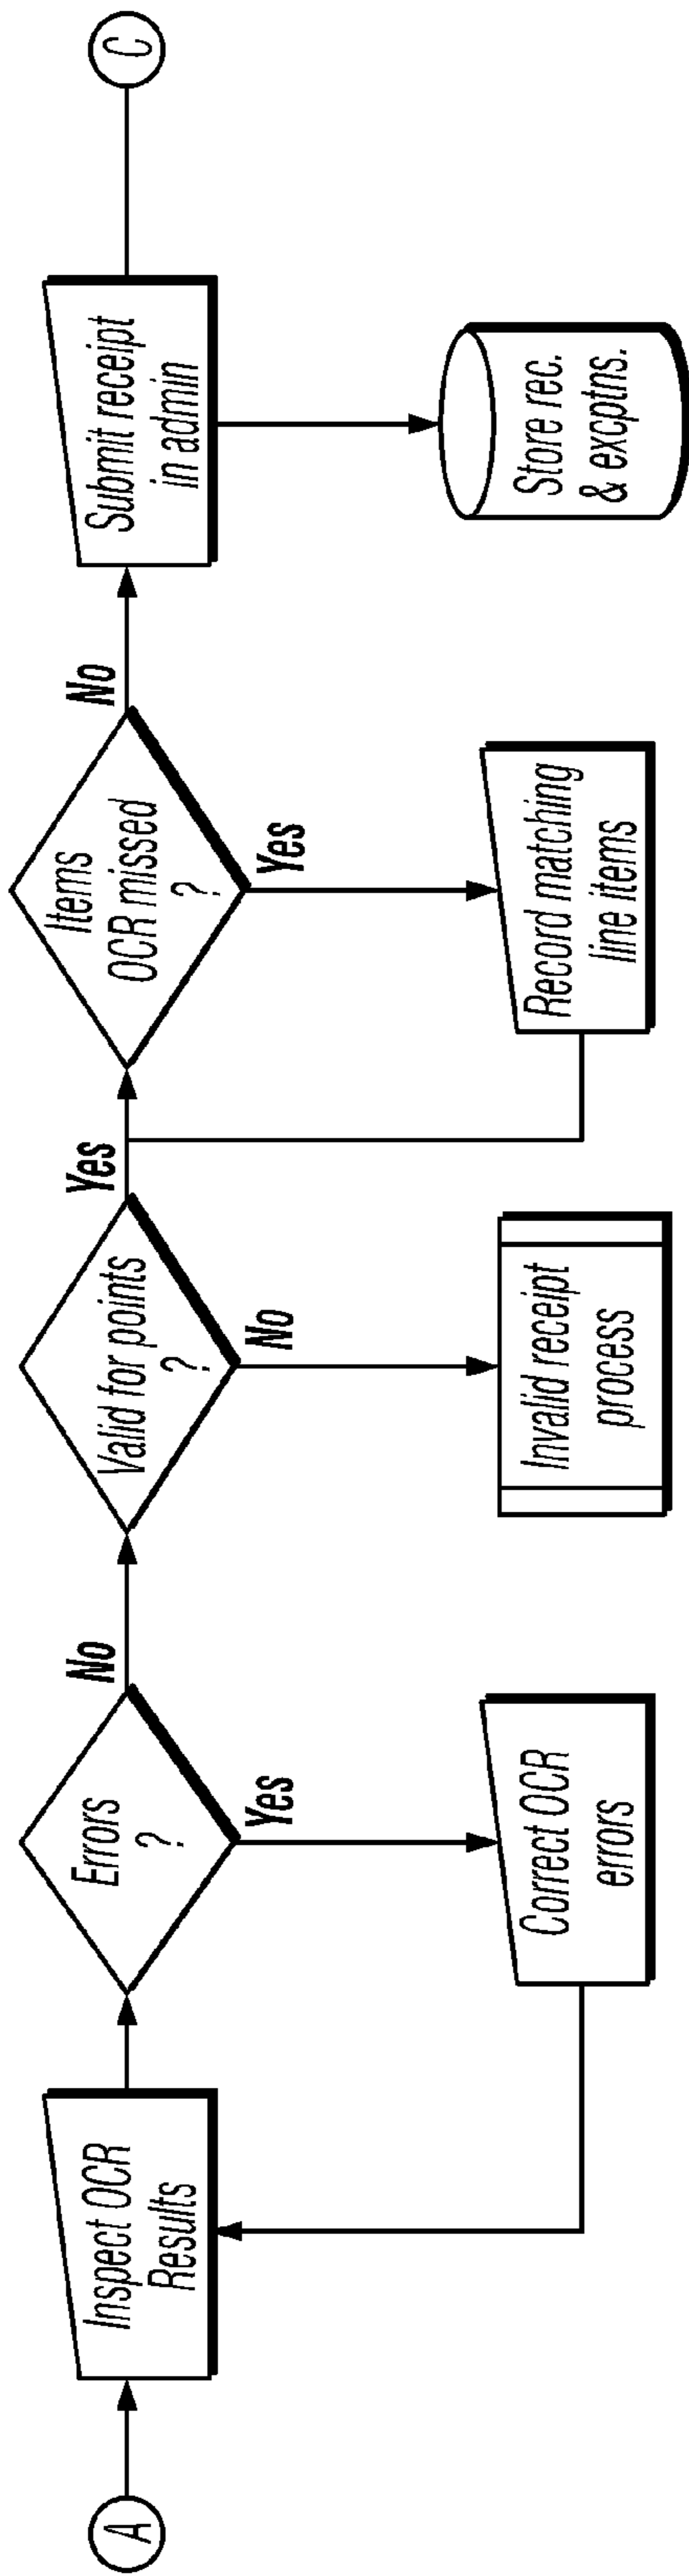 A
Inspect OCR
Results
Errors
?
Yes
No
Correct OCR
errors
Valid for points
?
No
Yes
Invalid receipt
process
Items
OCR missed
?
Yes
No
Record matching
line items
Submit receipt
in admin
Store rec.
& excptns.
C